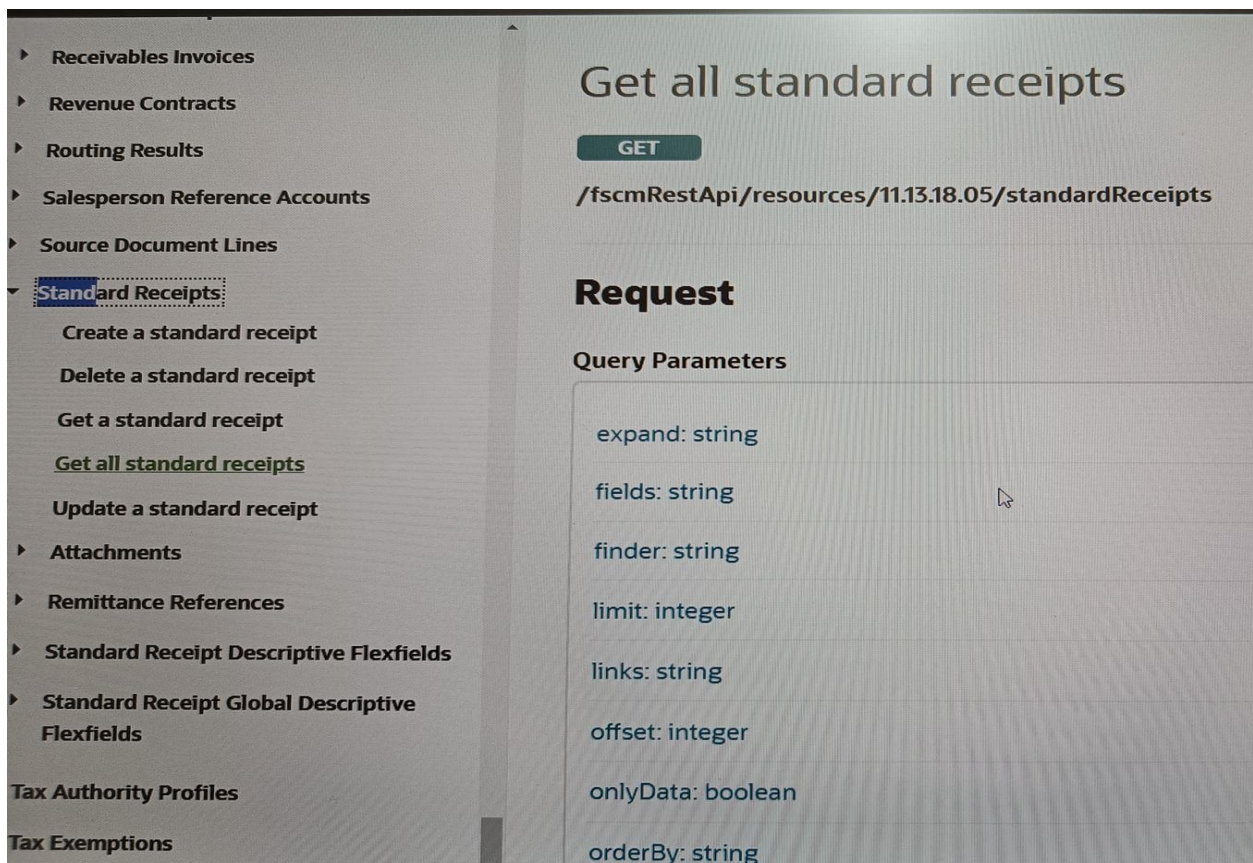 Receivables Invoices
Revenue Contracts
Routing Results
Salesperson Reference Accounts
Source Document Lines
Standard Receipts
Create a standard receipt
Delete a standard receipt
Get a standard receipt
Get all standard receipts
Update a standard receipt
Attachments
Remittance References
Standard Receipt Descriptive Flexfields
Standard Receipt Global Descriptive
Flexfields
Tax Authority Profiles
Tax Exemptions
Get all standard receipts
GET
/fscmRestApi/resources/11.13.18.05/standardReceipts
Request
Query Parameters
expand: string
fields: string
finder: string
limit: integer
links: string
offset: integer
onlyData: boolean
orderBy: string